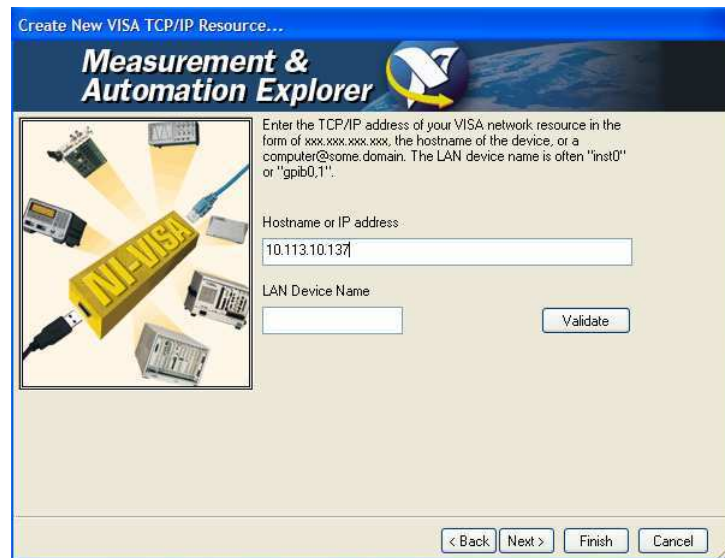 Create New VISA TCP/IP Resource...
Measurement &
Automation Explorer
Enter the TCP/IP address of your VISA network resource in the
form of xxx.xxx.xxx.xxx, the hostname of the device, or a
computer@some.domain. The LAN device name is often "inst0"
or "gpib0,1".
NI-VISA
Hostname or IP address
10.113.10.137
LAN Device Name
Validate
< Back Next > Finish Cancel